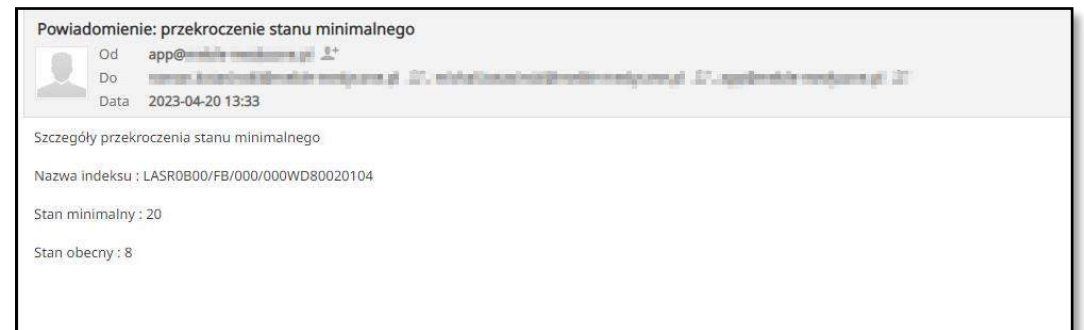 Powiadomienie: przekroczenie stanu minimalnego
Od app@
Do
Data 2023-04-20 13:33
Szczegóły przekroczenia stanu minimalnego
Nazwa indeksu : LASR0B00/FB/000/000WD80020104
Stan minimalny : 20
Stan obecny : 8